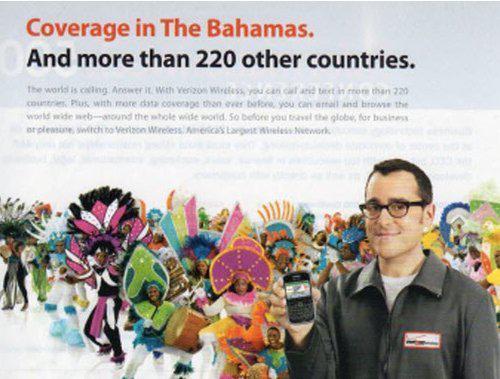 Coverage in The Bahamas.
And more than 220 other countries.
The world is calling. Answer it. With Verizon Wireless, you can call and text in more than 220
countries. Plus, with more data coverage than ever before, you can email and browse the
world wide web—around the whole wide world. So before you travel the globe, for business
or pleasure, switch to Verizon Wireless, America's Largest Wireless Network.